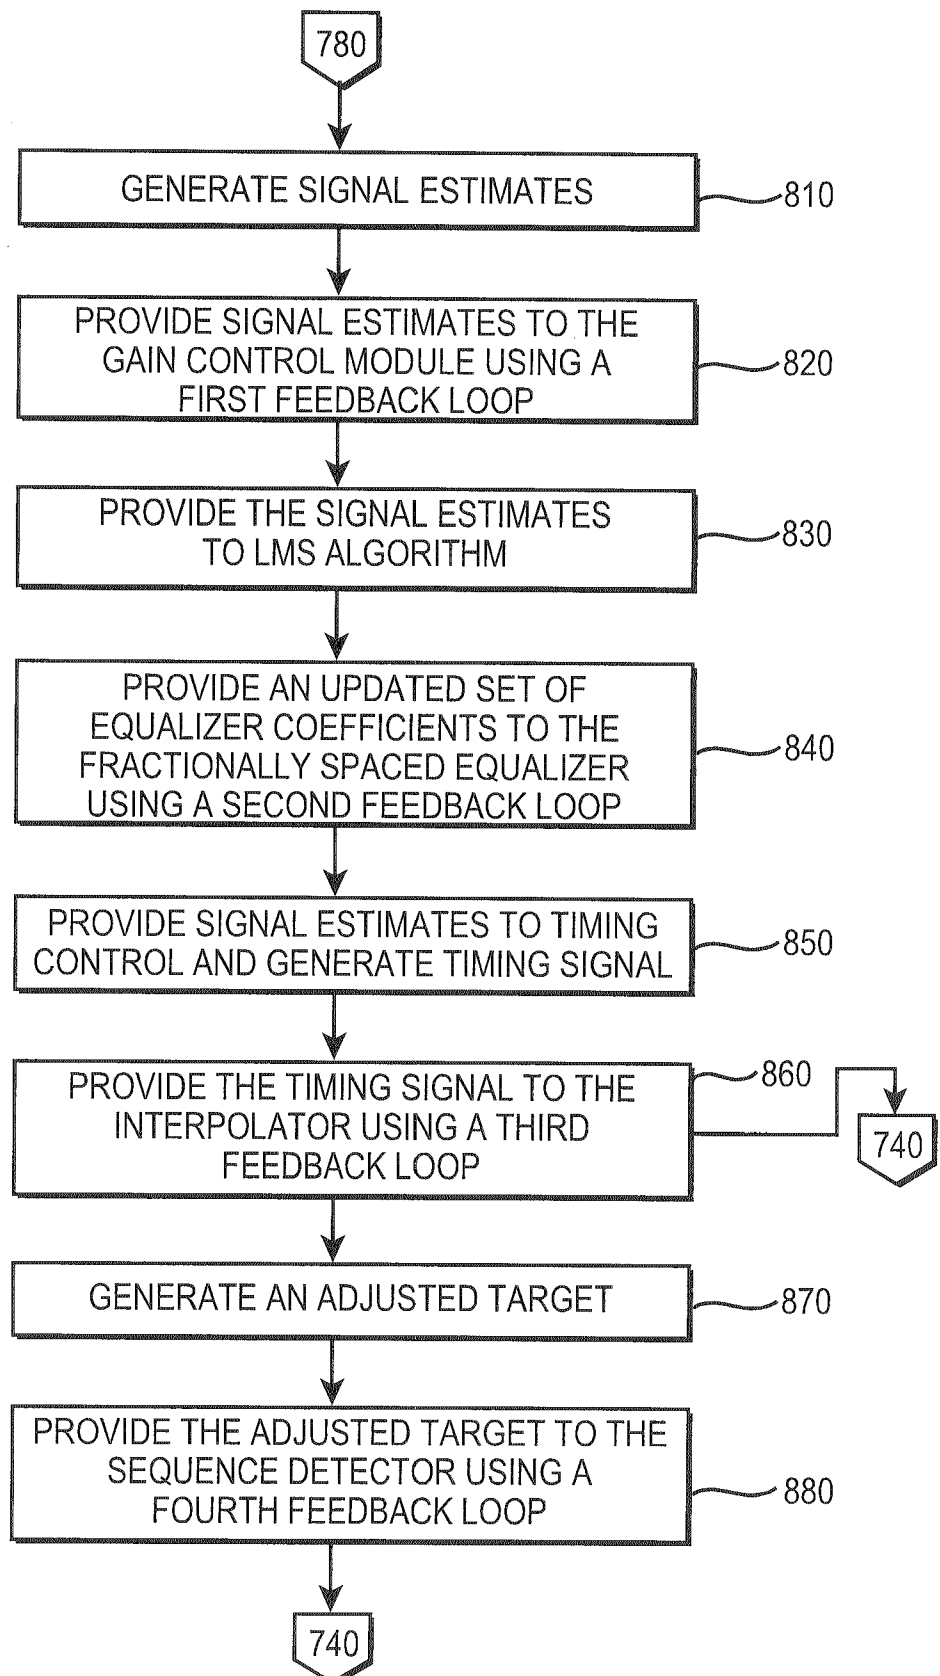 780
GENERATE SIGNAL ESTIMATES
810
PROVIDE SIGNAL ESTIMATES TO THE
GAIN CONTROL MODULE USING A
FIRST FEEDBACK LOOP
820
PROVIDE THE SIGNAL ESTIMATES
TO LMS ALGORITHM
830
PROVIDE AN UPDATED SET OF
EQUALIZER COEFFICIENTS TO THE
FRACTIONALLY SPACED EQUALIZER
USING A SECOND FEEDBACK LOOP
840
PROVIDE SIGNAL ESTIMATES TO TIMING
CONTROL AND GENERATE TIMING SIGNAL
850
PROVIDE THE TIMING SIGNAL TO THE
INTERPOLATOR USING A THIRD
FEEDBACK LOOP
860
740
GENERATE AN ADJUSTED TARGET
870
PROVIDE THE ADJUSTED TARGET TO THE
SEQUENCE DETECTOR USING A
FOURTH FEEDBACK LOOP
880
740